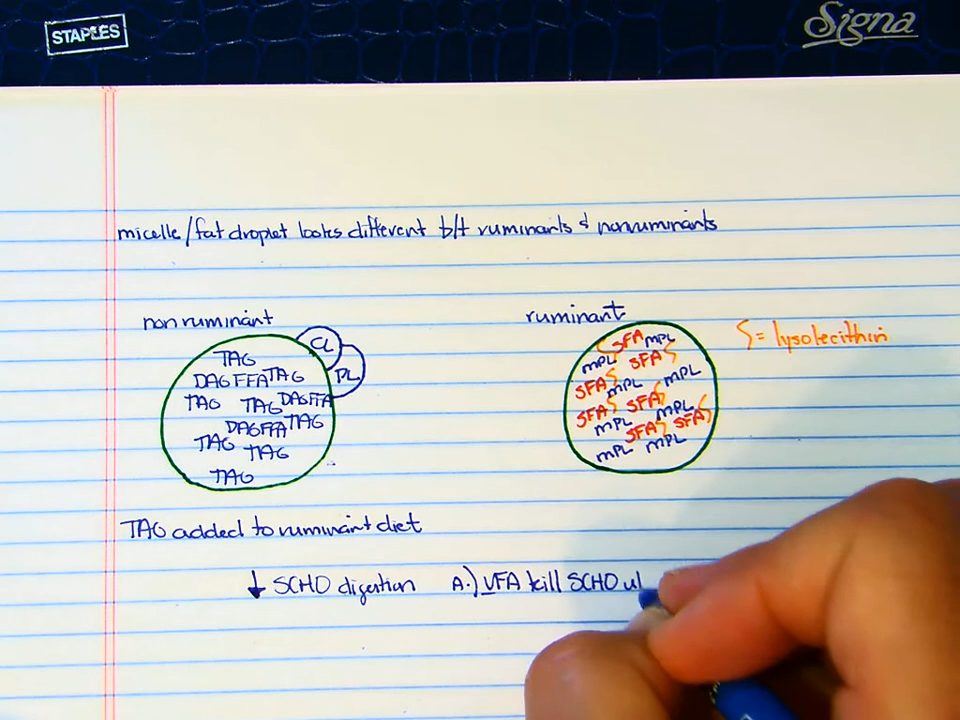 STAPLES
Signa
micelle/fat droplet looks different b/t ruminants & nonruminants
nonruminant
ruminant
CL
PL
TAG
DAG FFA TAG
TAG TAG DAG FFA
DAG FFA TAG
TAG TAG
TAG
SFA MPL
MPL SFA
SFA MPL MPL
SFA SFA MPL
MPL SFA SFA
MPL MPL
= lysolecithin
TAG added to ruminant diet
↓ SCHO digestion A.) VFA kill SCHO